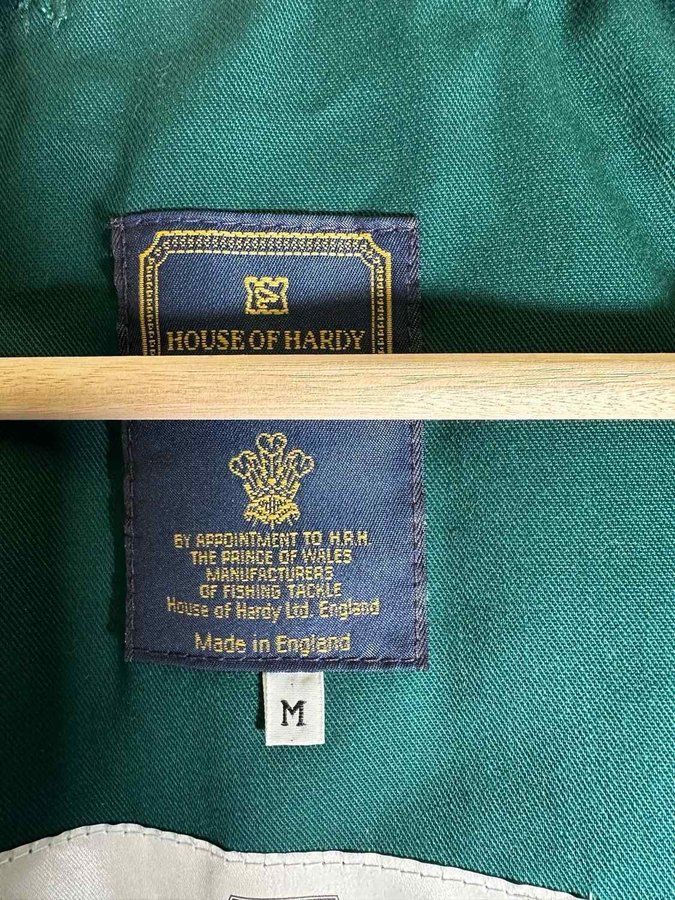 HOUSE OF HARDY
BY APPOINTMENT TO H.R.H.
THE PRINCE OF WALES
MANUFACTURERS
OF FISHING TACKLE
House of Hardy Ltd. England
Made in England
M